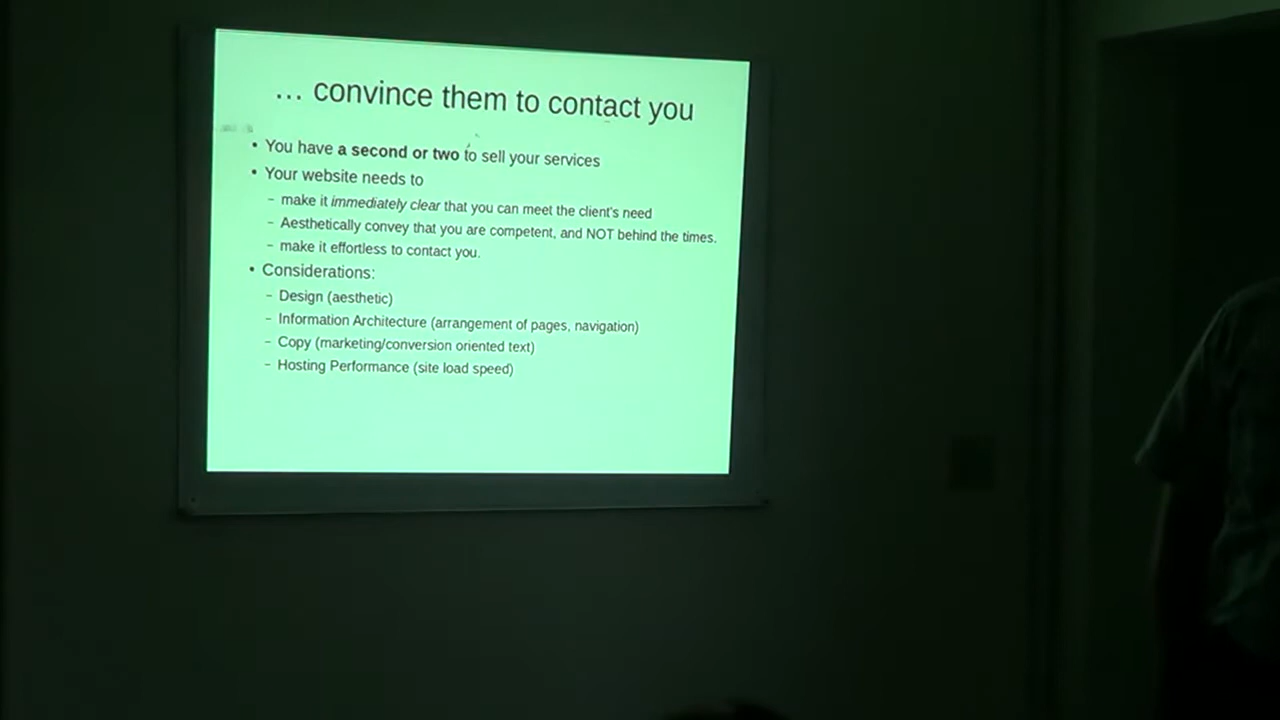 ... convince them to contact you
• You have a second or two to sell your services
• Your website needs to
– make it immediately clear that you can meet the client's need
– Aesthetically convey that you are competent, and NOT behind the times.
– make it effortless to contact you.
• Considerations:
– Design (aesthetic)
– Information Architecture (arrangement of pages, navigation)
– Copy (marketing/conversion oriented text)
– Hosting Performance (site load speed)